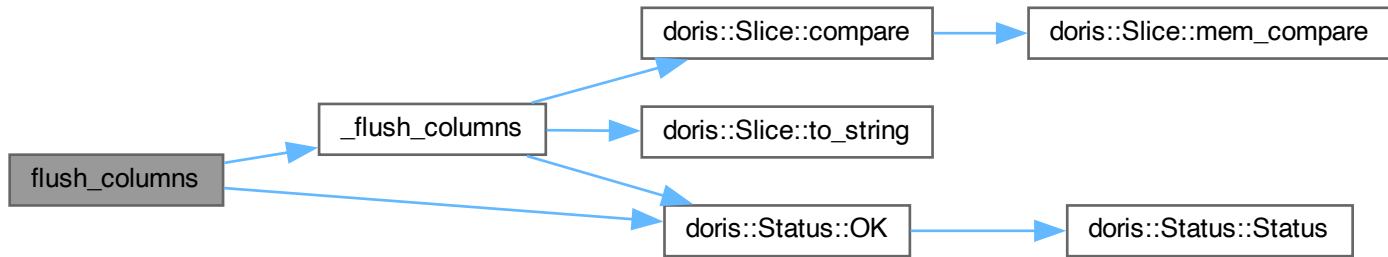 flush_columns
_flush_columns
doris::Slice::compare
doris::Slice::mem_compare
doris::Slice::to_string
doris::Status::OK
doris::Status::Status